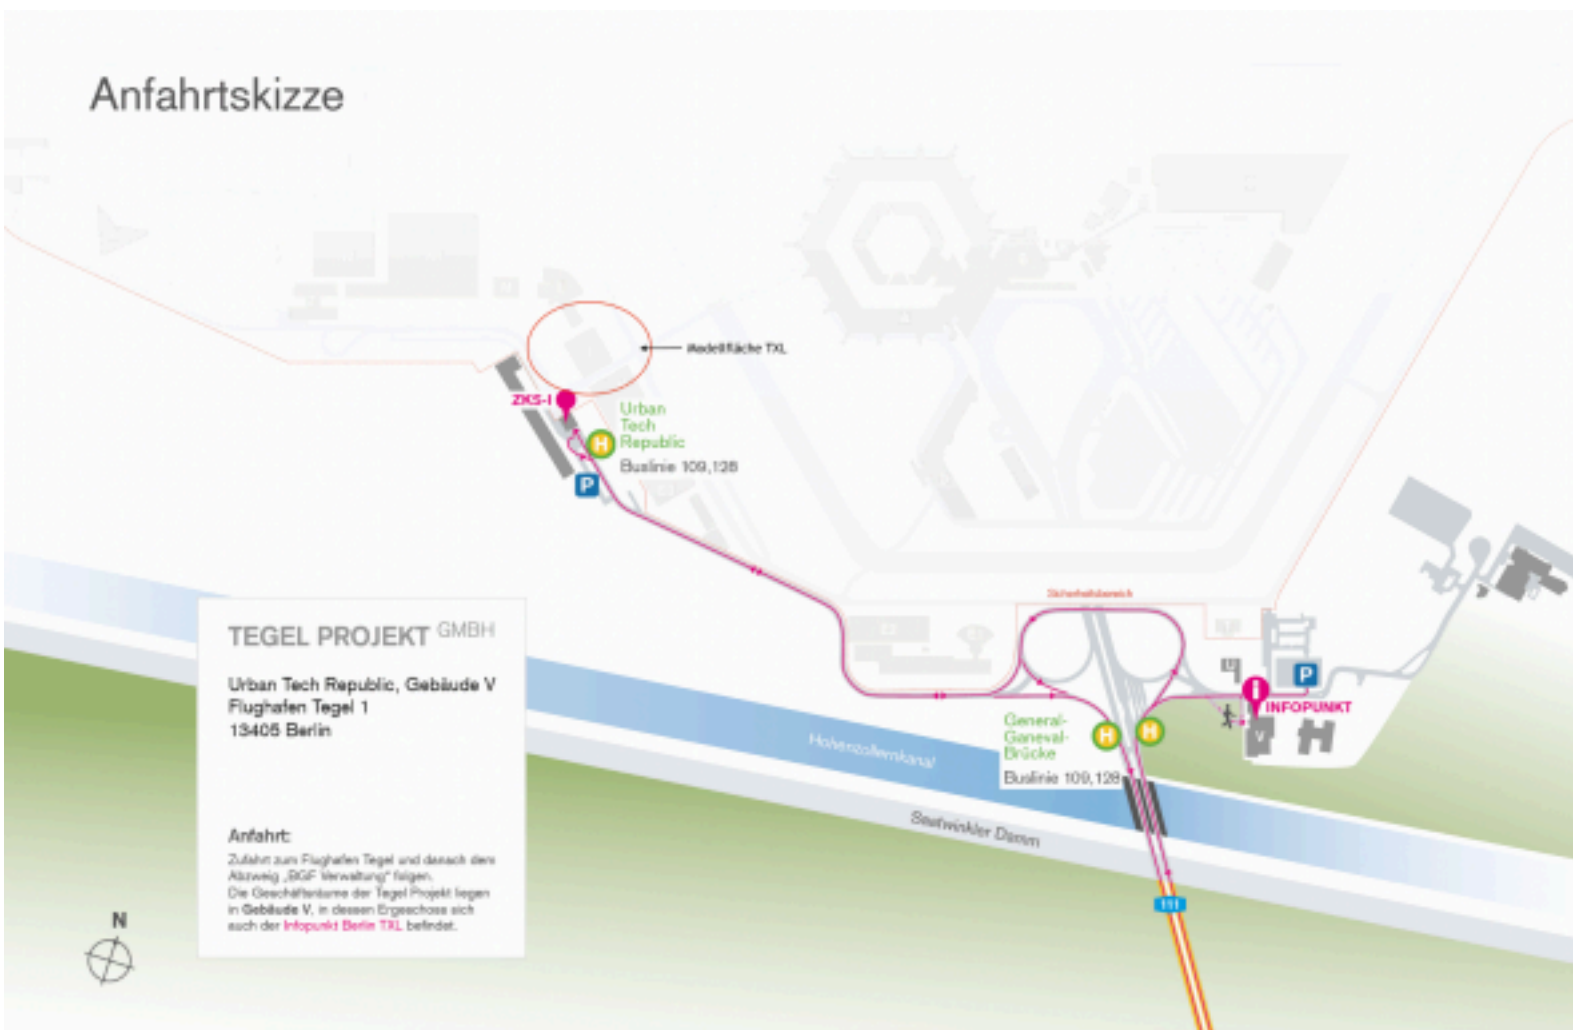 Anfahrtskizze
Modellfläche TXL
ZKS-I
Urban
Tech
Republic
Buslinie 109,128
H
P
Sicherheitsbereich
TEGEL PROJEKT GMBH
Urban Tech Republic, Gebäude V
Flughafen Tegel 1
13405 Berlin
Anfahrt:
Zufahrt zum Flughafen Tegel und danach dem
Abzweig „BGF Verwaltung“ folgen.
Die Geschäftsräume der Tegel Projekt liegen
in Gebäude V, in dessen Ergeschoss sich
auch der Infopunkt Berlin TXL befindet.
P
i
INFOPUNKT
V
General-
Ganeval-
Brücke
Buslinie 109,128
H
H
Hohenzollernkanal
Saatwinkler Damm
111
N